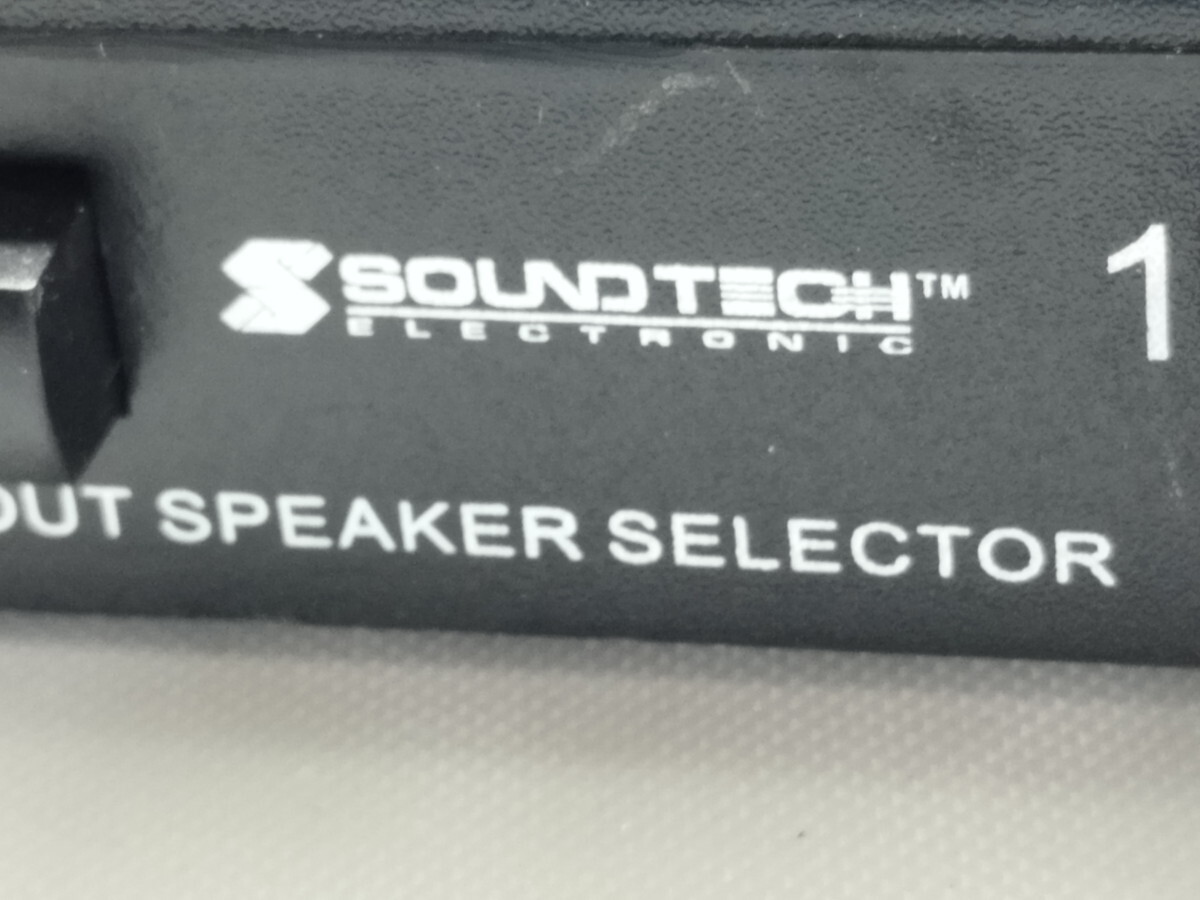 SOUNDTECH™ 1
ELECTRONIC
OUT SPEAKER SELECTOR